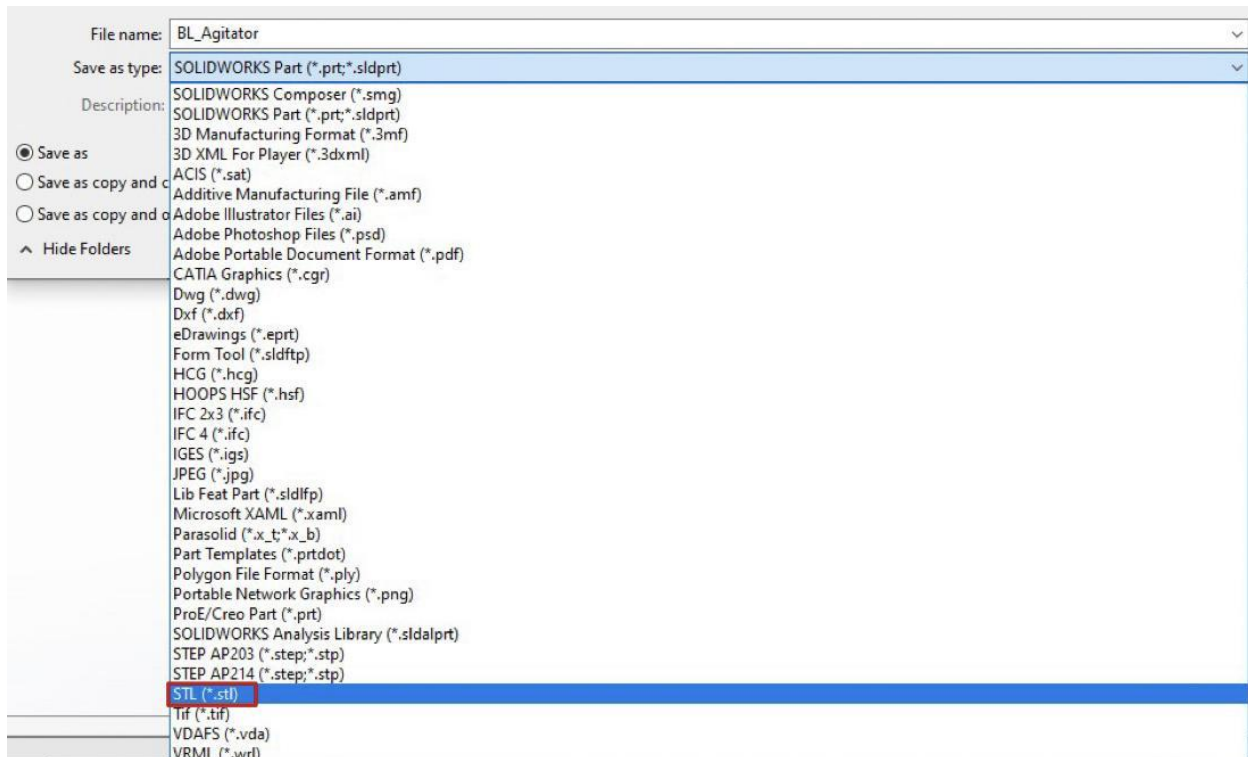 File name: BL_Agitator
Save as type: SOLIDWORKS Part (*.prt;*.sldprt)
Description:
SOLIDWORKS Composer (*.smg)
SOLIDWORKS Part (*.prt;*.sldprt)
3D Manufacturing Format (*.3mf)
Save as
3D XML For Player (*.3dxml)
ACIS (*.sat)
Save as copy and c
Additive Manufacturing File (*.amf)
Save as copy and o
Adobe Illustrator Files (*.ai)
Adobe Photoshop Files (*.psd)
Hide Folders
Adobe Portable Document Format (*.pdf)
CATIA Graphics (*.cgr)
Dwg (*.dwg)
Dxf (*.dxf)
eDrawings (*.eprt)
Form Tool (*.sldftp)
HCG (*.hcg)
HOOPS HSF (*.hsf)
IFC 2x3 (*.ifc)
IFC 4 (*.ifc)
IGES (*.igs)
JPEG (*.jpg)
Lib Feat Part (*.sldlfp)
Microsoft XAML (*.xaml)
Parasolid (*.x_t;*.x_b)
Part Templates (*.prtdot)
Polygon File Format (*.ply)
Portable Network Graphics (*.png)
ProE/Creo Part (*.prt)
SOLIDWORKS Analysis Library (*.sldalprt)
STEP AP203 (*.step;*.stp)
STEP AP214 (*.step;*.stp)
STL (*.stl)
Tif (*.tif)
VDAFS (*.vda)
VRML (*.wrl)